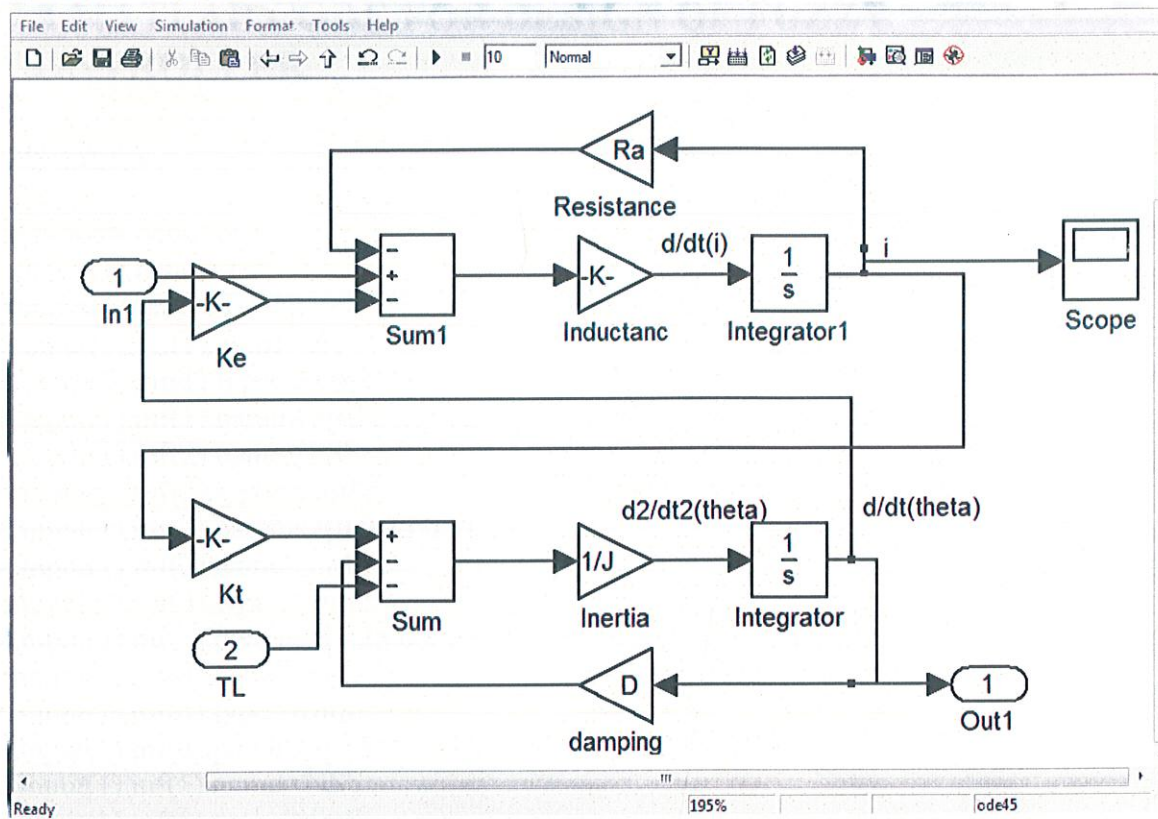 File Edit View Simulation Format Tools Help
10 Normal
Ra
Resistance
d/dt(i)
i
1
In1
-K-
Ke
-
+
-
Sum1
-K-
Inductanc
1
s
Integrator1
Scope
-K-
Kt
+
-
-
Sum
d2/dt2(theta)
1/J
Inertia
1
s
Integrator
d/dt(theta)
2
TL
D
damping
1
Out1
Ready 195% ode45